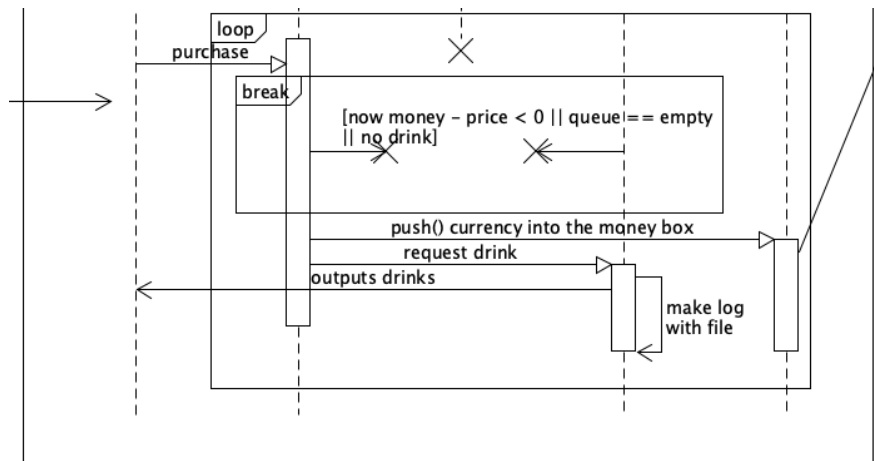 loop
purchase
break
[now money - price < 0 || queue == empty
|| no drink]
push() currency into the money box
request drink
outputs drinks
make log
with file